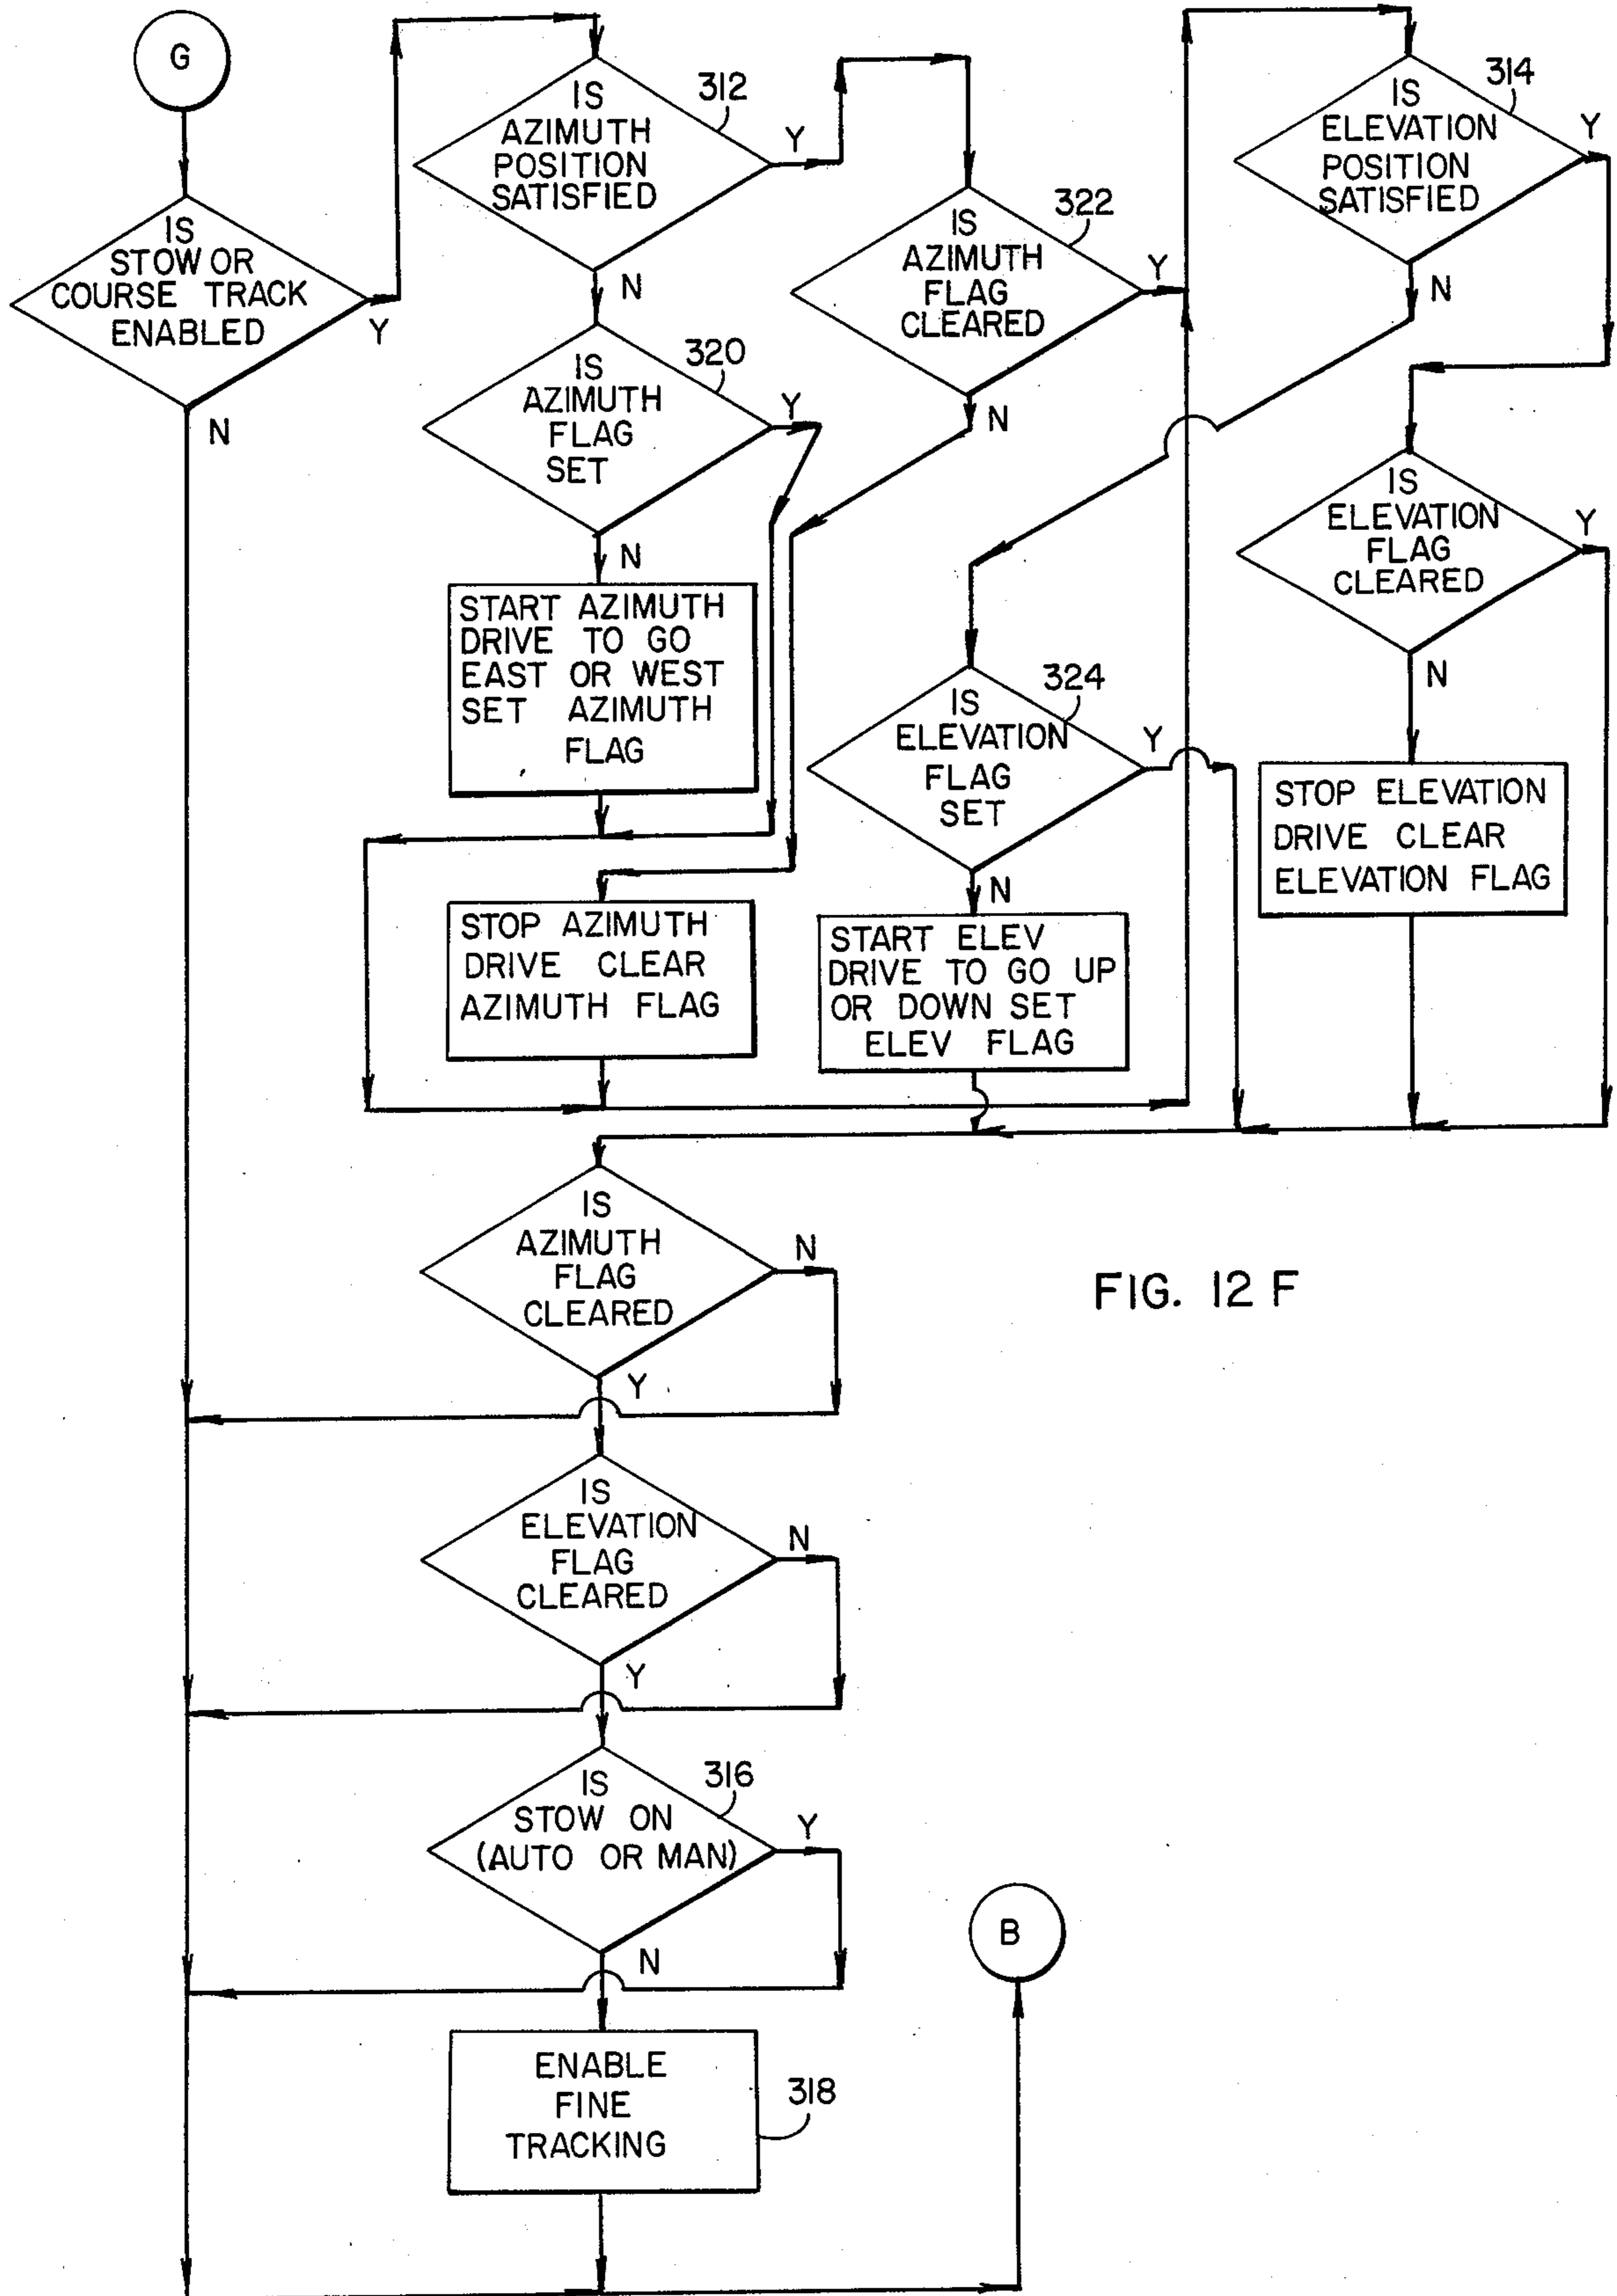 G
IS
STOW OR
COURSE TRACK
ENABLED
Y
N
IS
AZIMUTH
POSITION
SATISFIED
312
Y
N
IS
AZIMUTH
FLAG
SET
320
Y
N
START AZIMUTH
DRIVE TO GO
EAST OR WEST
SET AZIMUTH
FLAG
STOP AZIMUTH
DRIVE CLEAR
AZIMUTH FLAG
IS
AZIMUTH
FLAG
CLEARED
322
Y
N
IS
ELEVATION
FLAG
SET
324
Y
N
START ELEV
DRIVE TO GO UP
OR DOWN SET
ELEV FLAG
IS
ELEVATION
POSITION
SATISFIED
314
Y
N
IS
ELEVATION
FLAG
CLEARED
Y
N
STOP ELEVATION
DRIVE CLEAR
ELEVATION FLAG
IS
AZIMUTH
FLAG
CLEARED
N
Y
FIG. 12 F
IS
ELEVATION
FLAG
CLEARED
N
Y
IS
STOW ON
(AUTO OR MAN)
316
Y
N
ENABLE
FINE
TRACKING
318
B